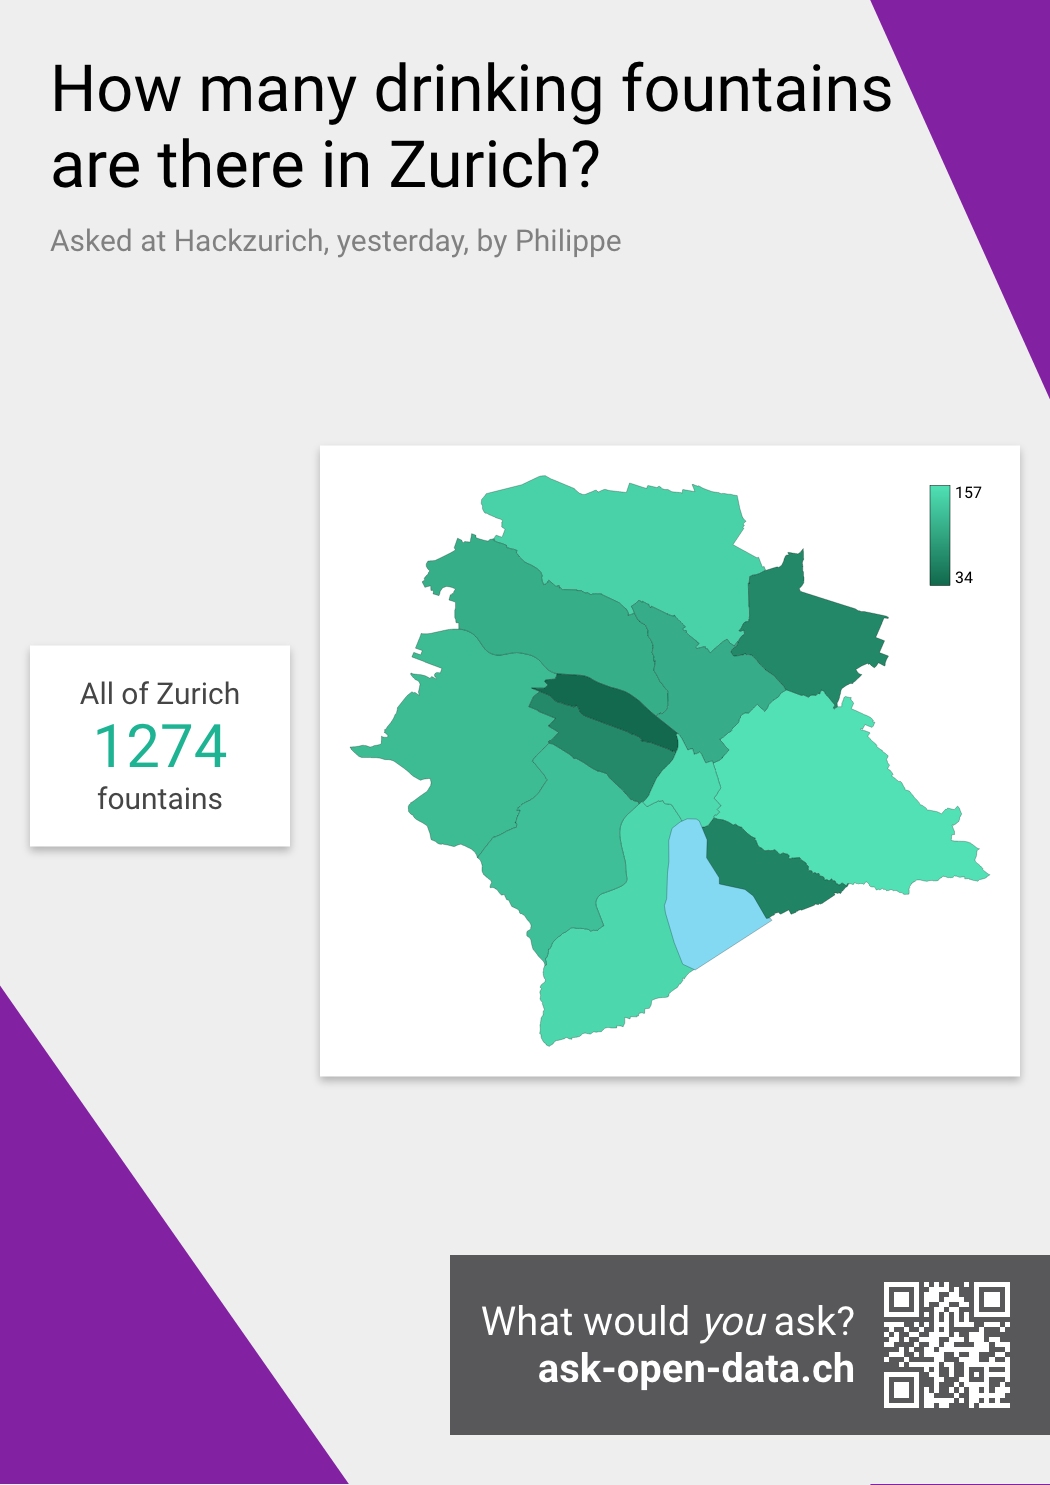 How many drinking fountains
are there in Zurich?
Asked at Hackzurich, yesterday, by Philippe
157
34
All of Zurich
1274
fountains
What would you ask?
ask-open-data.ch